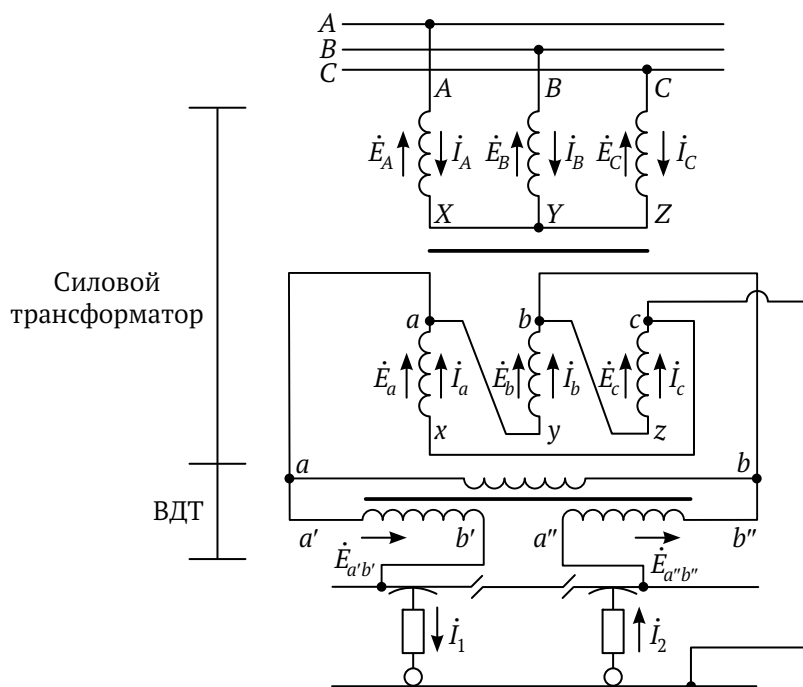 A
B
C
A B C
Ė_A İ_A Ė_B İ_B Ė_C İ_C
X Y Z
Силовой
трансформатор
a b c
Ė_a İ_a Ė_b İ_b Ė_c İ_c
x y z
a b
ВДТ
a′ b′ a″ b″
Ė_a′b′ Ė_a″b″
İ_1 İ_2